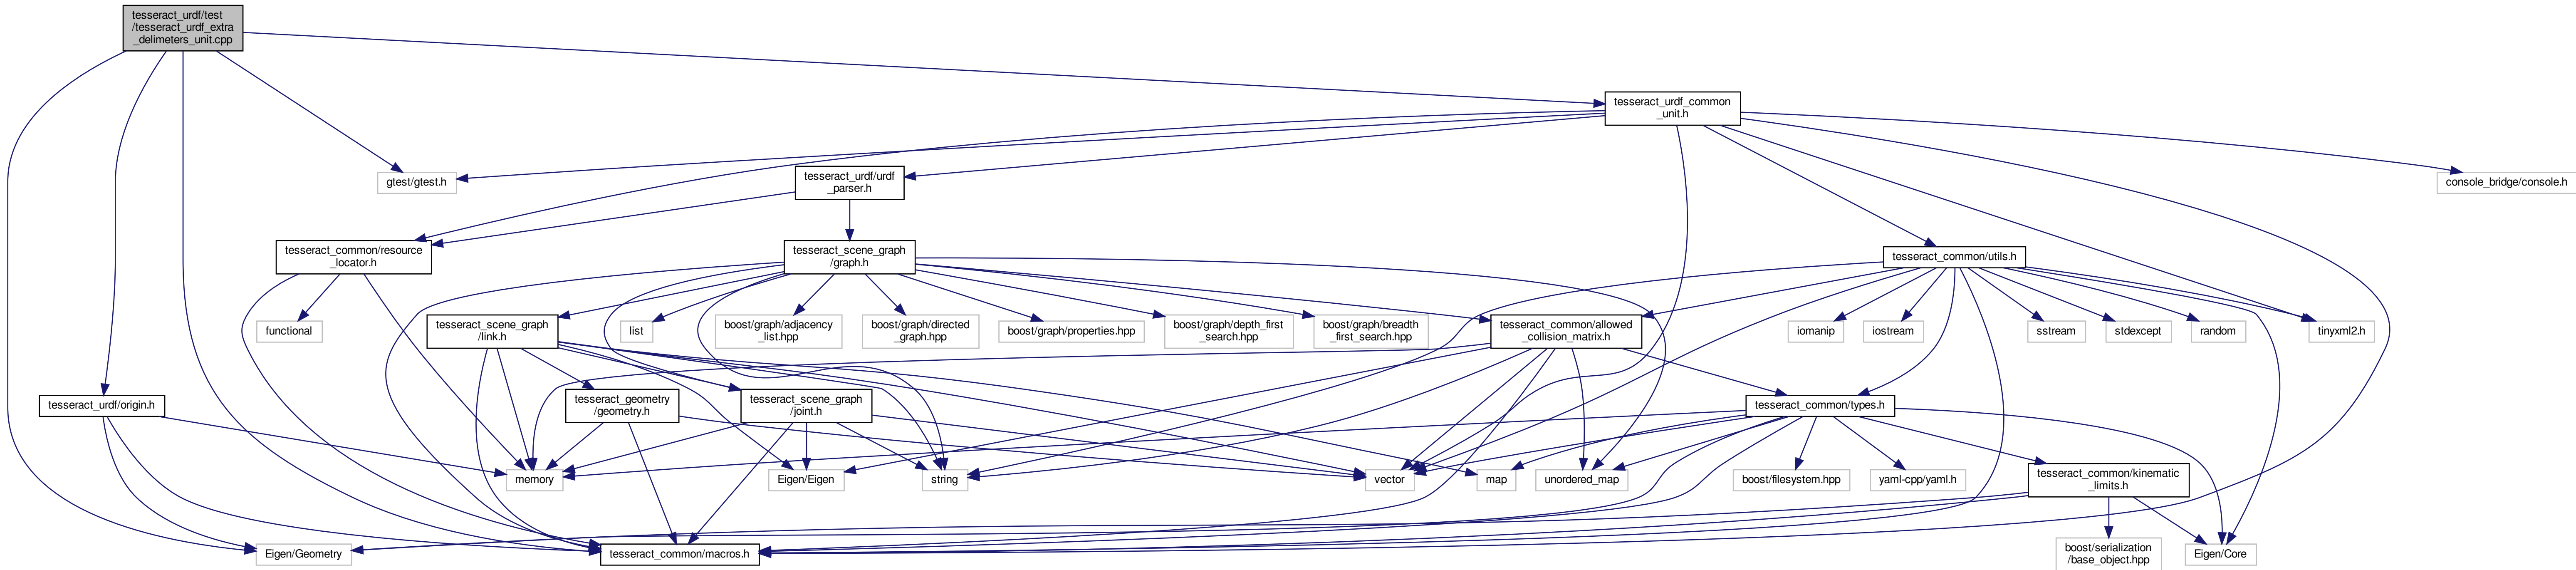 tesseract_urdf/test
/tesseract_urdf_extra
_delimeters_unit.cpp
tesseract_urdf_common
_unit.h
gtest/gtest.h
tesseract_urdf/urdf
_parser.h
console_bridge/console.h
tesseract_common/resource
_locator.h
tesseract_scene_graph
/graph.h
tesseract_common/utils.h
functional
tesseract_scene_graph
/link.h
list
boost/graph/adjacency
_list.hpp
boost/graph/directed
_graph.hpp
boost/graph/properties.hpp
boost/graph/depth_first
_search.hpp
boost/graph/breadth
_first_search.hpp
tesseract_common/allowed
_collision_matrix.h
iomanip
iostream
sstream
stdexcept
random
tinyxml2.h
tesseract_urdf/origin.h
tesseract_geometry
/geometry.h
tesseract_scene_graph
/joint.h
tesseract_common/types.h
memory
Eigen/Eigen
string
vector
map
unordered_map
boost/filesystem.hpp
yaml-cpp/yaml.h
tesseract_common/kinematic
_limits.h
Eigen/Geometry
tesseract_common/macros.h
boost/serialization
/base_object.hpp
Eigen/Core